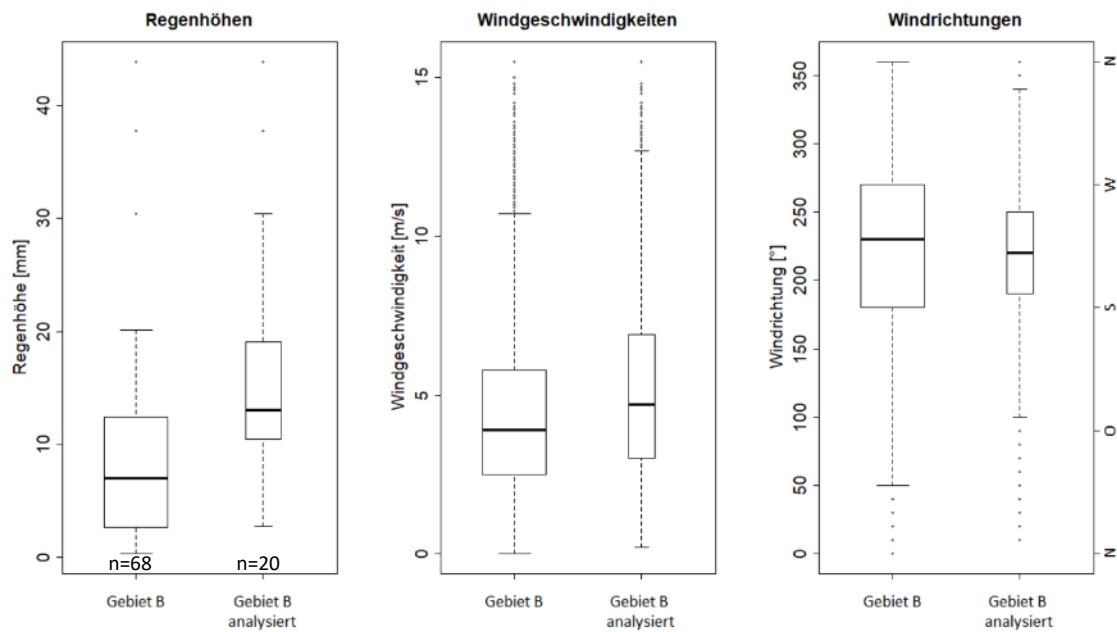 Regenhöhen
Regenhöhe [mm]
0
10
20
30
40
n=68
n=20
Gebiet B
Gebiet B
analysiert
Windgeschwindigkeiten
Windgeschwindigkeit [m/s]
0
5
10
15
Gebiet B
Gebiet B
analysiert
Windrichtungen
Windrichtung [°]
0
50
100
150
200
250
300
350
N
O
S
W
N
Gebiet B
Gebiet B
analysiert